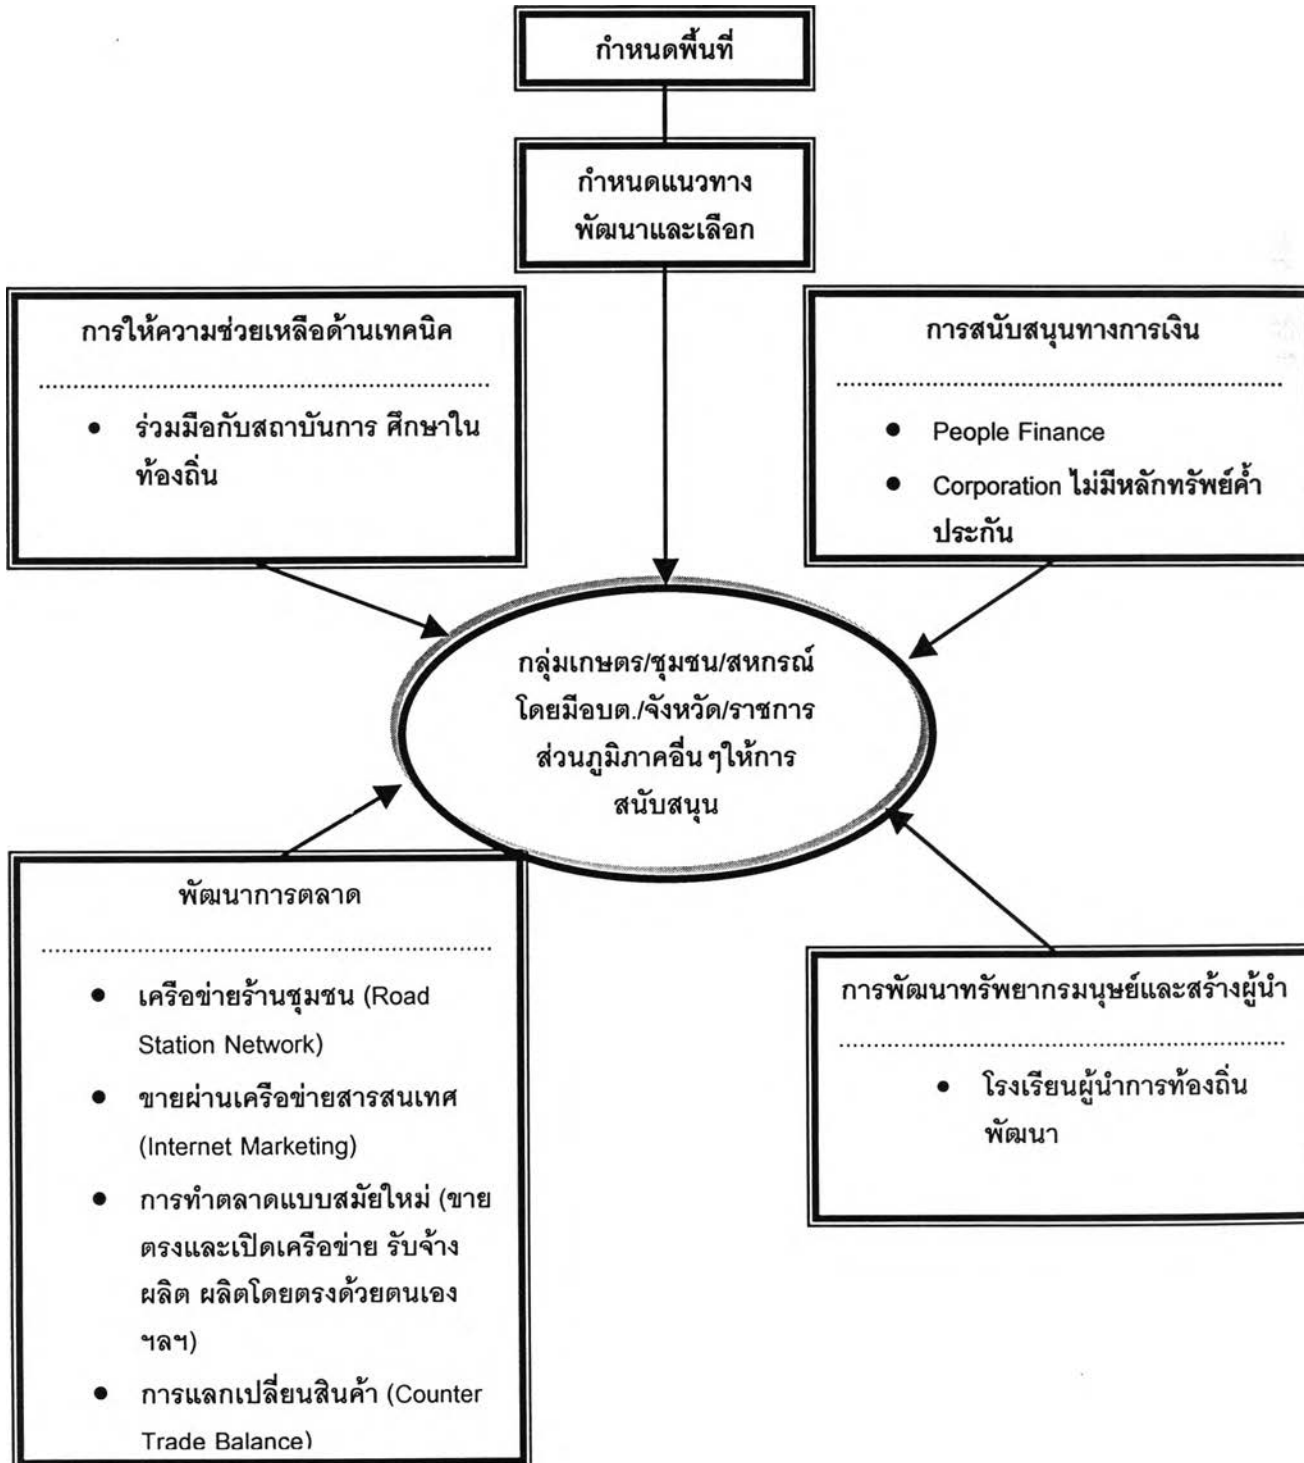 กำหนดพื้นที่
กำหนดแนวทาง
พัฒนาและเลือก
การให้ความช่วยเหลือด้านเทคนิค
ร่วมมือกับสถาบันการ ศึกษาใน
ท้องถิ่น
การสนับสนุนทางการเงิน
People Finance
Corporation ไม่มีหลักทรัพย์ค้ำ
ประกัน
กลุ่มเกษตร/ชุมชน/สหกรณ์
โดยมีอบต./จังหวัด/ราชการ
ส่วนภูมิภาคอื่น ๆให้การ
สนับสนุน
พัฒนาการตลาด
เครือข่ายร้านชุมชน (Road
Station Network)
ขายผ่านเครือข่ายสารสนเทศ
(Internet Marketing)
การทำตลาดแบบสมัยใหม่ (ขาย
ตรงและเปิดเครือข่าย รับจ้าง
ผลิต ผลิตโดยตรงด้วยตนเอง
ฯลฯ)
การแลกเปลี่ยนสินค้า (Counter
Trade Balance)
การพัฒนาทรัพยากรมนุษย์และสร้างผู้นำ
โรงเรียนผู้นำการท้องถิ่น
พัฒนา